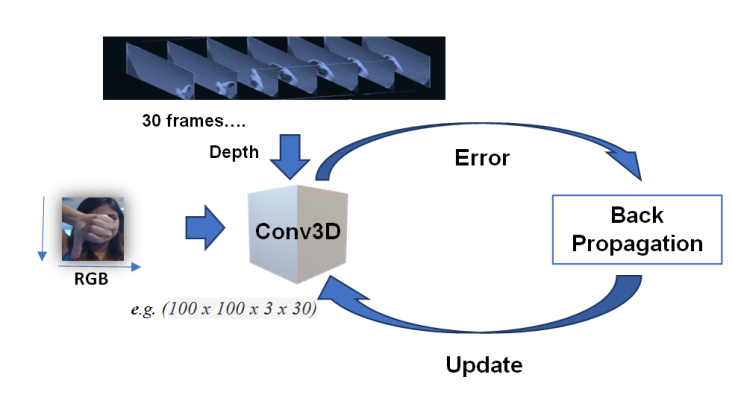 30 frames....
Depth
Error
Conv3D
Back
Propagation
RGB
e.g. (100 x 100 x 3 x 30)
Update